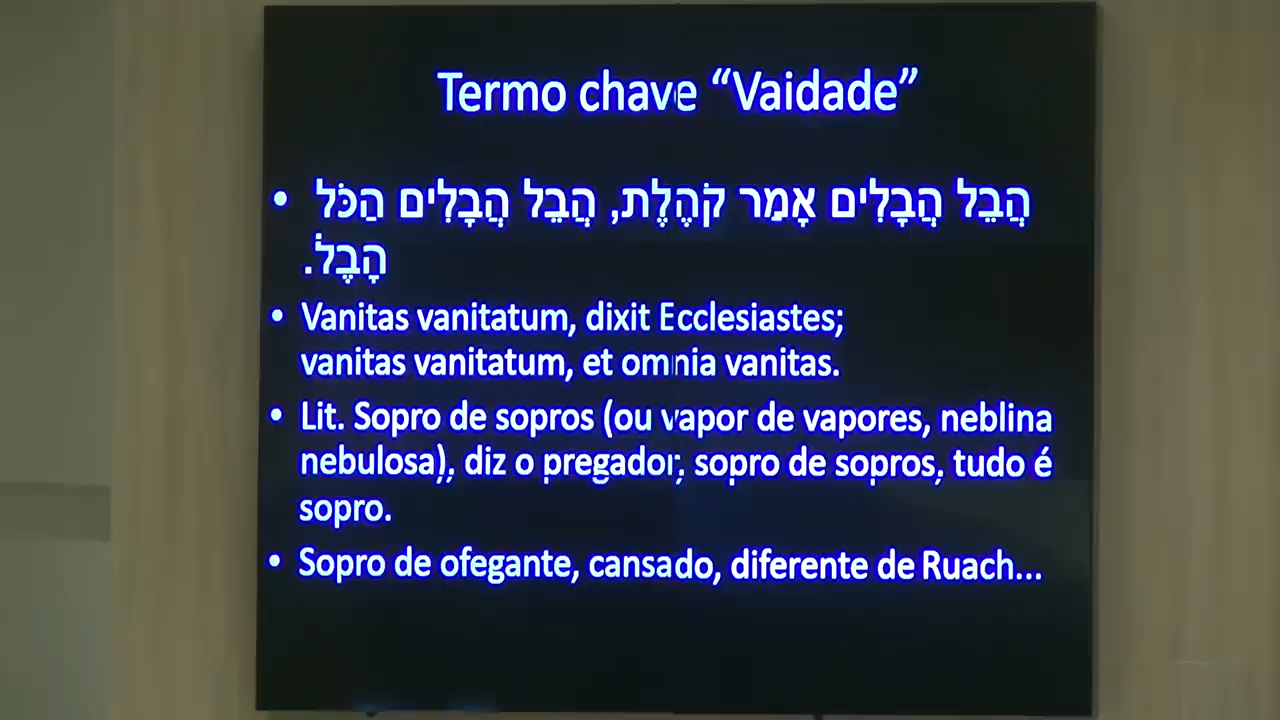 Termo chave “Vaidade”
• הֲבֵל הֲבָלִים אָמַר קֹהֶלֶת, הֲבֵל הֲבָלִים הַכֹּל
הָבֶל.
• Vanitas vanitatum, dixit Ecclesiastes;
vanitas vanitatum, et omnia vanitas.
• Lit. Sopro de sopros (ou vapor de vapores, neblina
nebulosa), diz o pregador, sopro de sopros, tudo é
sopro.
• Sopro de ofegante, cansado, diferente de Ruach...